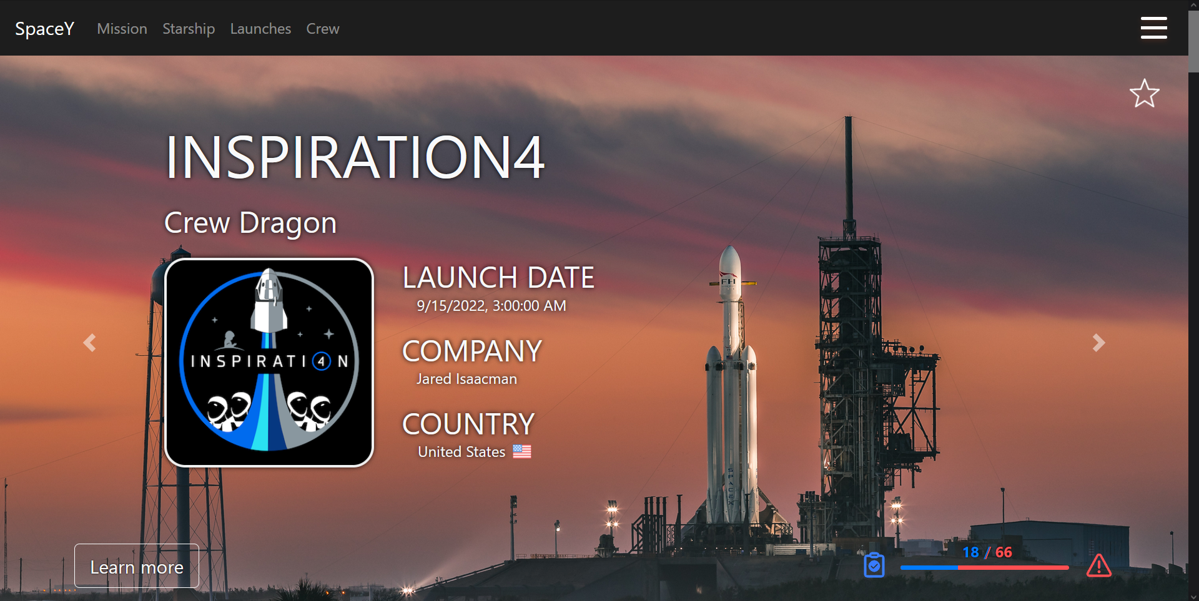 SpaceY Mission Starship Launches Crew
INSPIRATION4
Crew Dragon
INSPIRATI4N
LAUNCH DATE
9/15/2022, 3:00:00 AM
COMPANY
Jared Isaacman
COUNTRY
United States
FH
Learn more
18 / 66